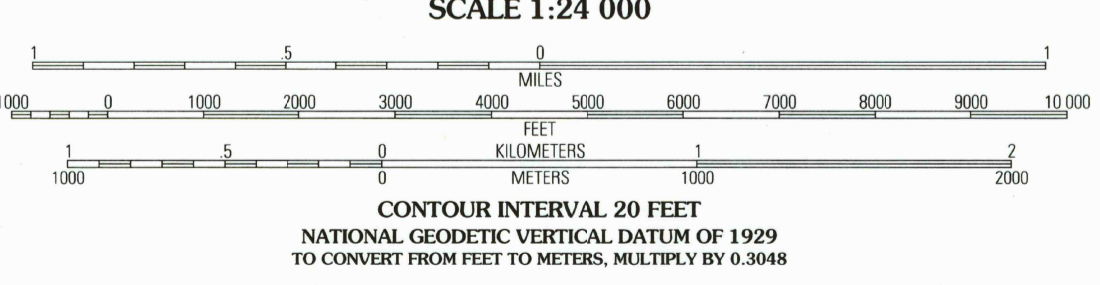 SCALE 1:24 000
1 .5 0 1
MILES
1000 0 1000 2000 3000 4000 5000 6000 7000 8000 9000 10 000
FEET
1 .5 0 KILOMETERS 1 2
1000 0 METERS 1000 2000
CONTOUR INTERVAL 20 FEET
NATIONAL GEODETIC VERTICAL DATUM OF 1929
TO CONVERT FROM FEET TO METERS, MULTIPLY BY 0.3048